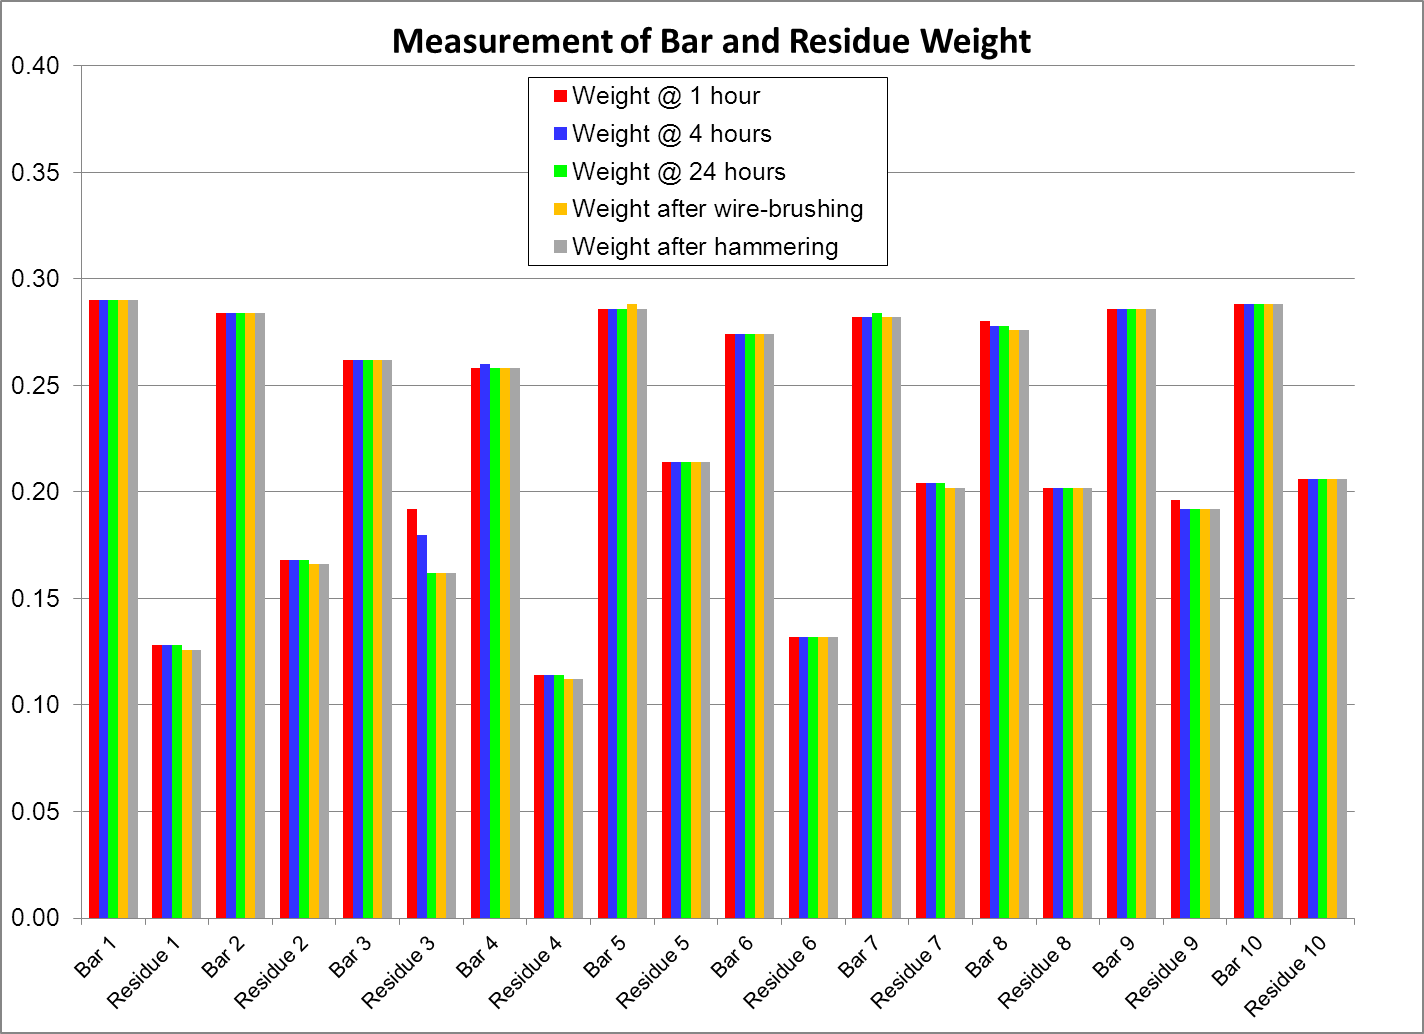 Measurement of Bar and Residue Weight
0.40
0.35
0.30
0.25
0.20
0.15
0.10
0.05
0.00
Weight @ 1 hour
Weight @ 4 hours
Weight @ 24 hours
Weight after wire-brushing
Weight after hammering
Bar 1
Residue 1
Bar 2
Residue 2
Bar 3
Residue 3
Bar 4
Residue 4
Bar 5
Residue 5
Bar 6
Residue 6
Bar 7
Residue 7
Bar 8
Residue 8
Bar 9
Residue 9
Bar 10
Residue 10